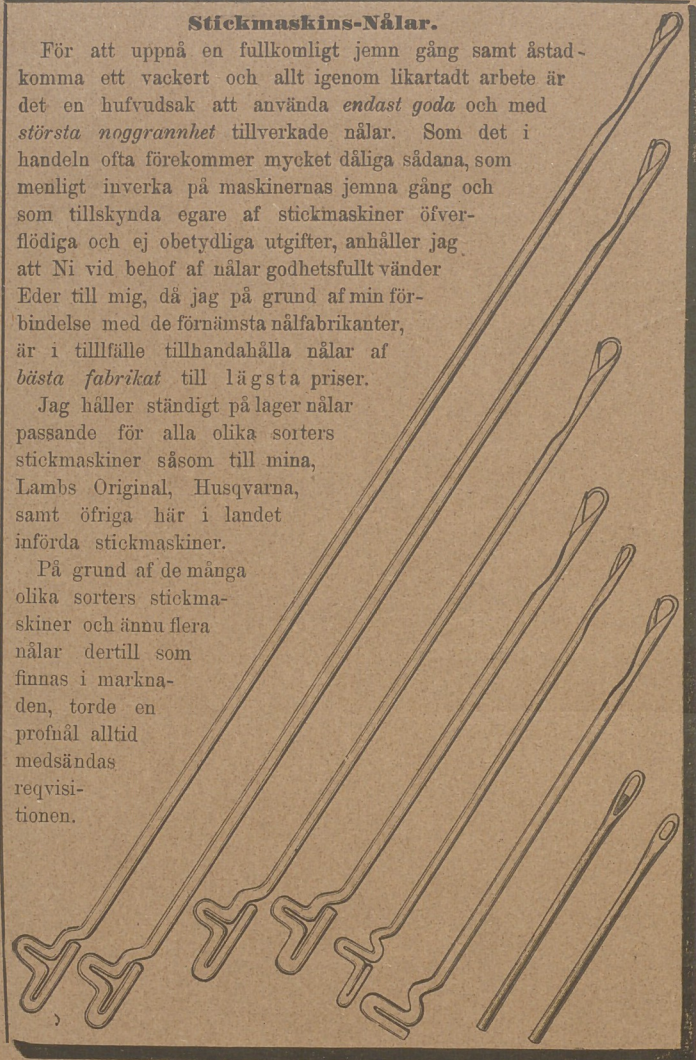 Stickmaskins-Nålar.
För att uppnå en fullkomligt jemn gång samt åstad-
komma ett vackert och allt igenom likartadt arbete är
det en hufvudsak att använda endast goda och med
största noggrannhet tillverkade nålar. Som det i
handeln ofta förekommer mycket dåliga sådana, som
menligt inverka på maskinernas jemna gång och
som tillskynda egare af stickmaskiner öfver-
flödiga och ej obetydliga utgifter, anhåller jag
att Ni vid behof af nålar godhetsfullt vänder
Eder till mig, då jag på grund af min för-
bindelse med de förnämsta nålfabrikanter,
är i tilllfälle tillhandahålla nålar af
bästa fabrikat till lägsta priser.
Jag håller ständigt på lager nålar
passande för alla olika sorters
stickmaskiner såsom till mina,
Lambs Original, Husqvarna,
samt öfriga här i landet
införda stickmaskiner.
På grund af de många
olika sorters stickma-
skiner och ännu flera
nålar dertill som
finnas i markna-
den, torde en
profnål alltid
medsändas
reqvisi-
tionen.